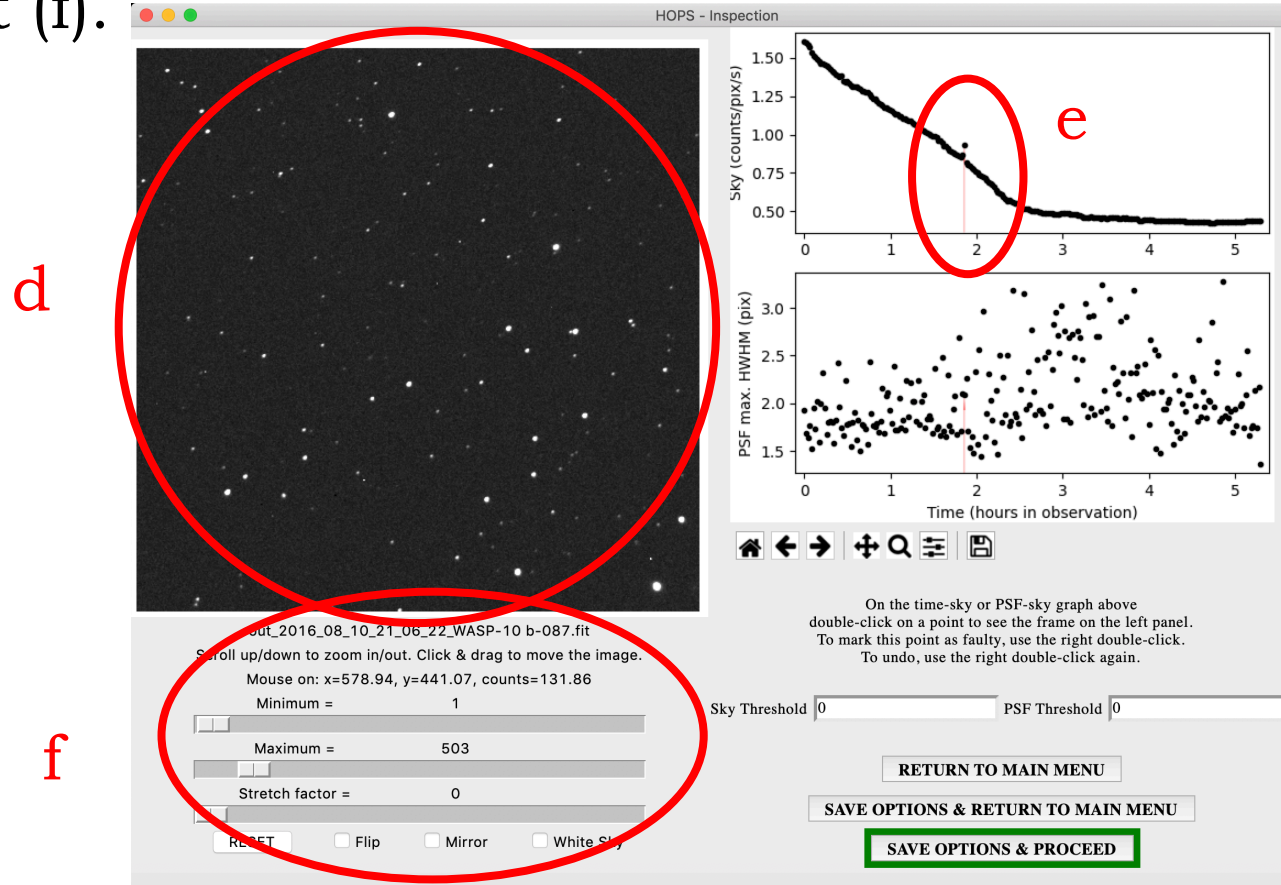 t (f).
HOPS - Inspection
d
e
f
Sky (counts/pix/s)
1.50
1.25
1.00
0.75
0.50
0 1 2 3 4 5
PSF max. HWHM (pix)
3.0
2.5
2.0
1.5
0 1 2 3 4 5
Time (hours in observation)
On the time-sky or PSF-sky graph above
double-click on a point to see the frame on the left panel.
To mark this point as faulty, use the right double-click.
To undo, use the right double-click again.
out_2016_08_10_21_06_22_WASP-10 b-087.fit
Scroll up/down to zoom in/out. Click & drag to move the image.
Mouse on: x=578.94, y=441.07, counts=131.86
Minimum = 1
Maximum = 503
Stretch factor = 0
RESET Flip Mirror White Sky
Sky Threshold 0 PSF Threshold 0
RETURN TO MAIN MENU
SAVE OPTIONS & RETURN TO MAIN MENU
SAVE OPTIONS & PROCEED